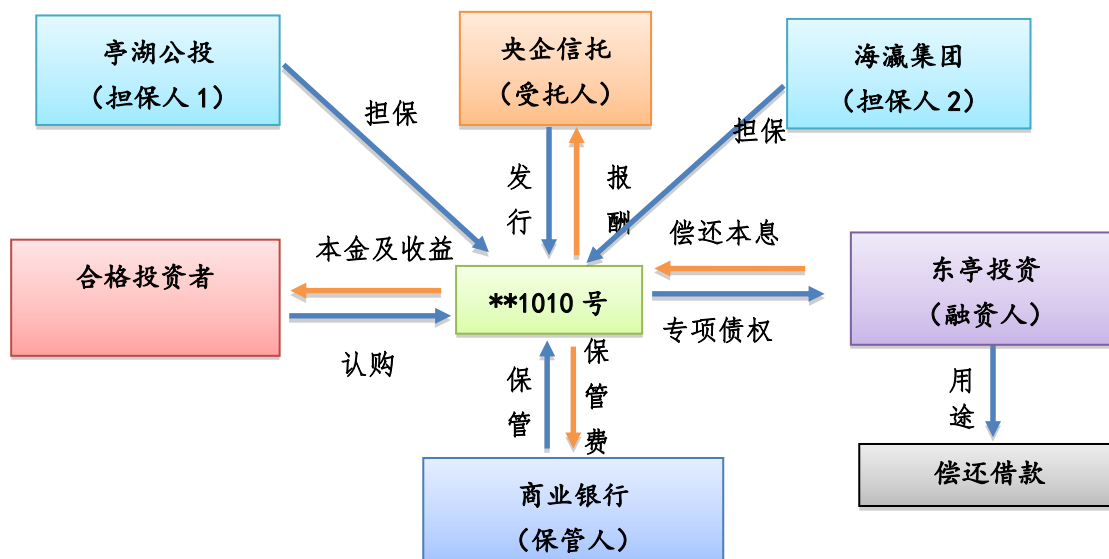 亭湖公投
（担保人 1）
央企信托
（受托人）
海瀛集团
（担保人 2）
担保
担保
发行
报酬
合格投资者
本金及收益
认购
**1010 号
偿还本息
专项债权
东亭投资
（融资人）
保管
保管费
用途
商业银行
（保管人）
偿还借款